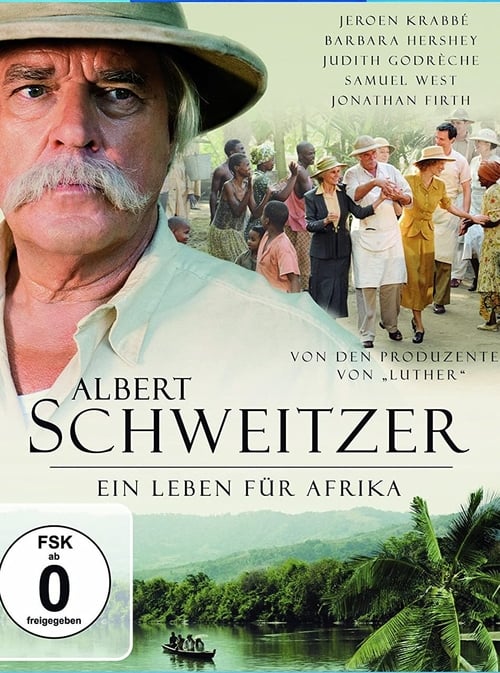 JEROEN KRABBÉ
BARBARA HERSHEY
JUDITH GODRÈCHE
SAMUEL WEST
JONATHAN FIRTH
VON DEN PRODUZENTE
VON „LUTHER“
ALBERT
SCHWEITZER
EIN LEBEN FÜR AFRIKA
FSK
ab
0
freigegeben